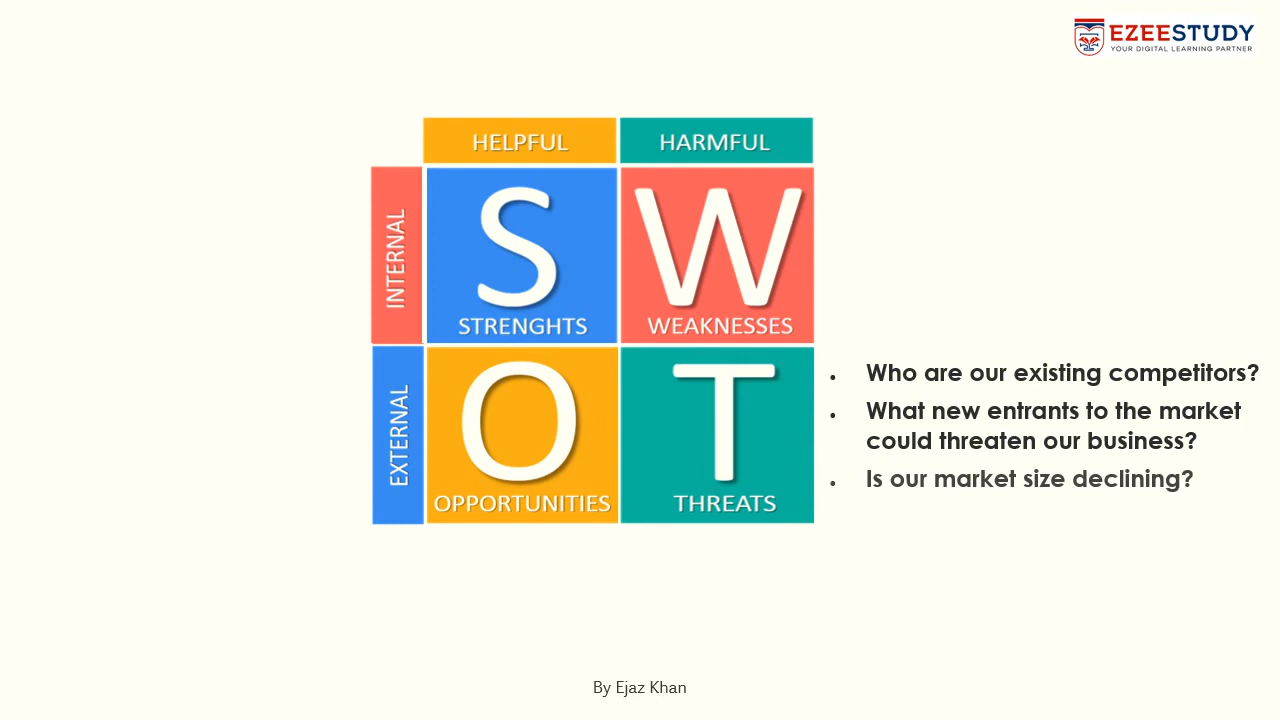 EZEESTUDY
YOUR DIGITAL LEARNING PARTNER
HELPFUL
HARMFUL
INTERNAL
S
STRENGHTS
W
WEAKNESSES
EXTERNAL
O
OPPORTUNITIES
T
THREATS
• Who are our existing competitors?
• What new entrants to the market
could threaten our business?
• Is our market size declining?
By Ejaz Khan